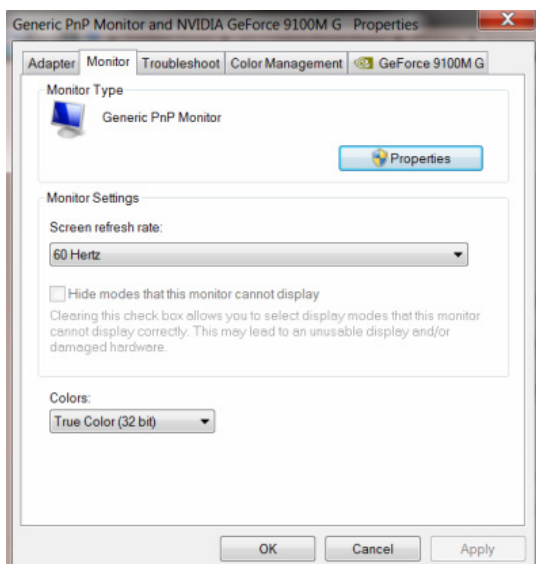 Generic PnP Monitor and NVIDIA GeForce 9100M G Properties
Adapter Monitor Troubleshoot Color Management GeForce 9100M G
Monitor Type
Generic PnP Monitor
Properties
Monitor Settings
Screen refresh rate:
60 Hertz
Hide modes that this monitor cannot display
Clearing this check box allows you to select display modes that this monitor
cannot display correctly. This may lead to an unusable display and/or
damaged hardware.
Colors:
True Color (32 bit)
OK Cancel Apply